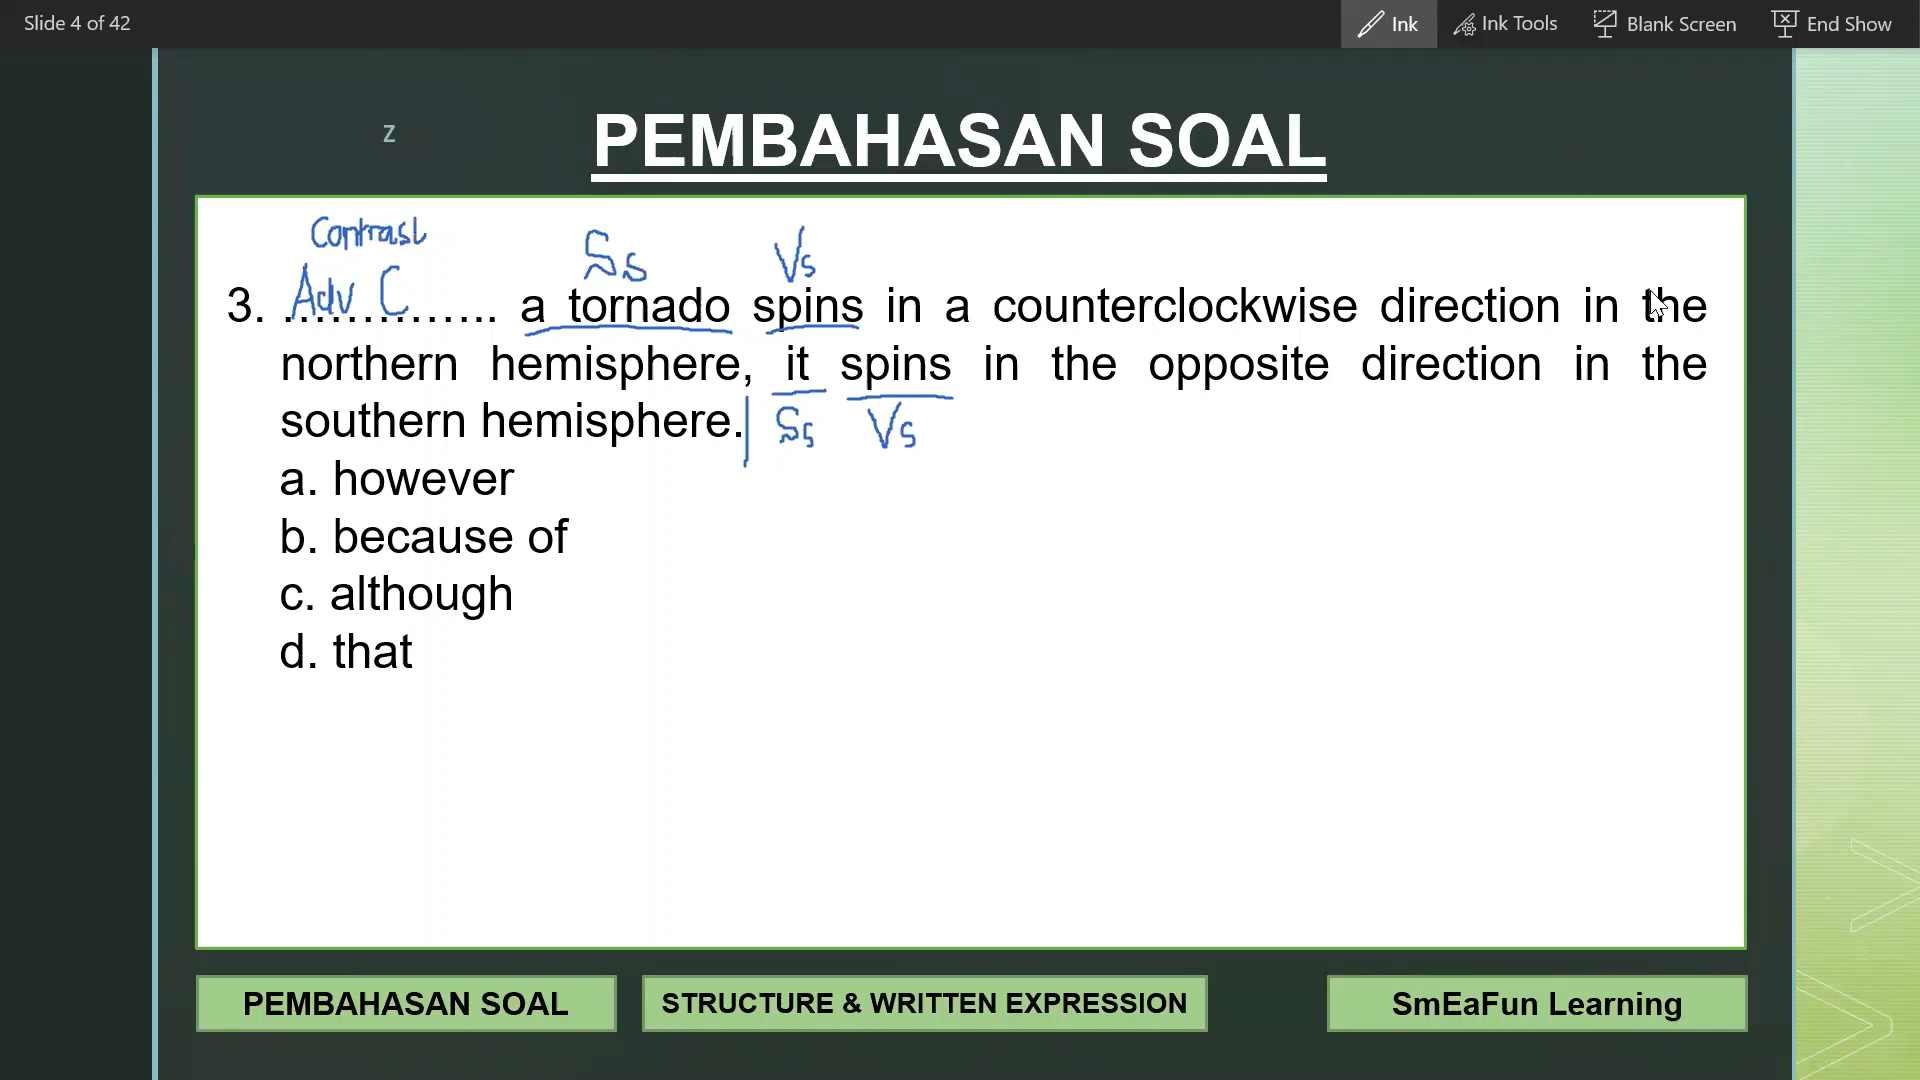 Slide 4 of 42
Ink
Ink Tools
Blank Screen
End Show
z
PEMBAHASAN SOAL
Contrast
Adv C
Ss
Vs
3. .............. a tornado spins in a counterclockwise direction in the
northern hemisphere, it spins in the opposite direction in the
southern hemisphere.
Ss
Vs
a. however
b. because of
c. although
d. that
PEMBAHASAN SOAL
STRUCTURE & WRITTEN EXPRESSION
SmEaFun Learning